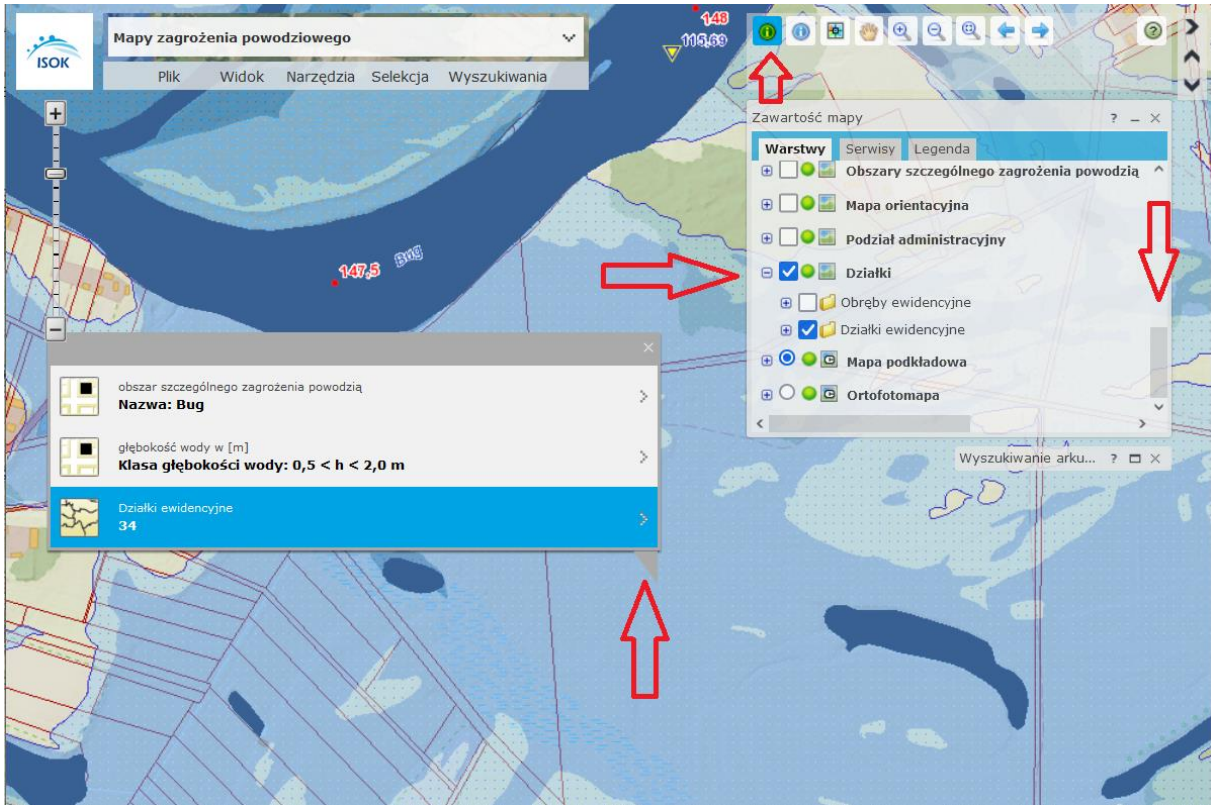 ISOK
Mapy zagrożenia powodziowego
Plik Widok Narzędzia Selekcja Wyszukiwania
148
115,69
147,5
Bug
Zawartość mapy
Warstwy Serwisy Legenda
Obszary szczególnego zagrożenia powodzią
Mapa orientacyjna
Podział administracyjny
Działki
Obręby ewidencyjne
Działki ewidencyjne
Mapa podkładowa
Ortofotomapa
Wyszukiwanie arku...
obszar szczególnego zagrożenia powodzią
Nazwa: Bug
głębokość wody w [m]
Klasa głębokości wody: 0,5 < h < 2,0 m
Działki ewidencyjne
34